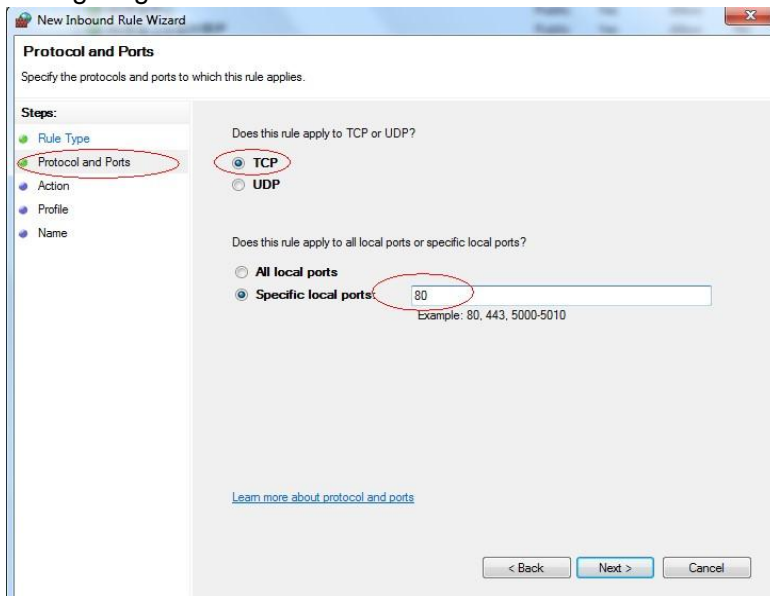 New Inbound Rule Wizard
Protocol and Ports
Specify the protocols and ports to which this rule applies.
Steps:
Rule Type
Protocol and Ports
Action
Profile
Name
Does this rule apply to TCP or UDP?
TCP
UDP
Does this rule apply to all local ports or specific local ports?
All local ports
Specific local ports: 80
Example: 80, 443, 5000-5010
Learn more about protocol and ports
< Back Next > Cancel